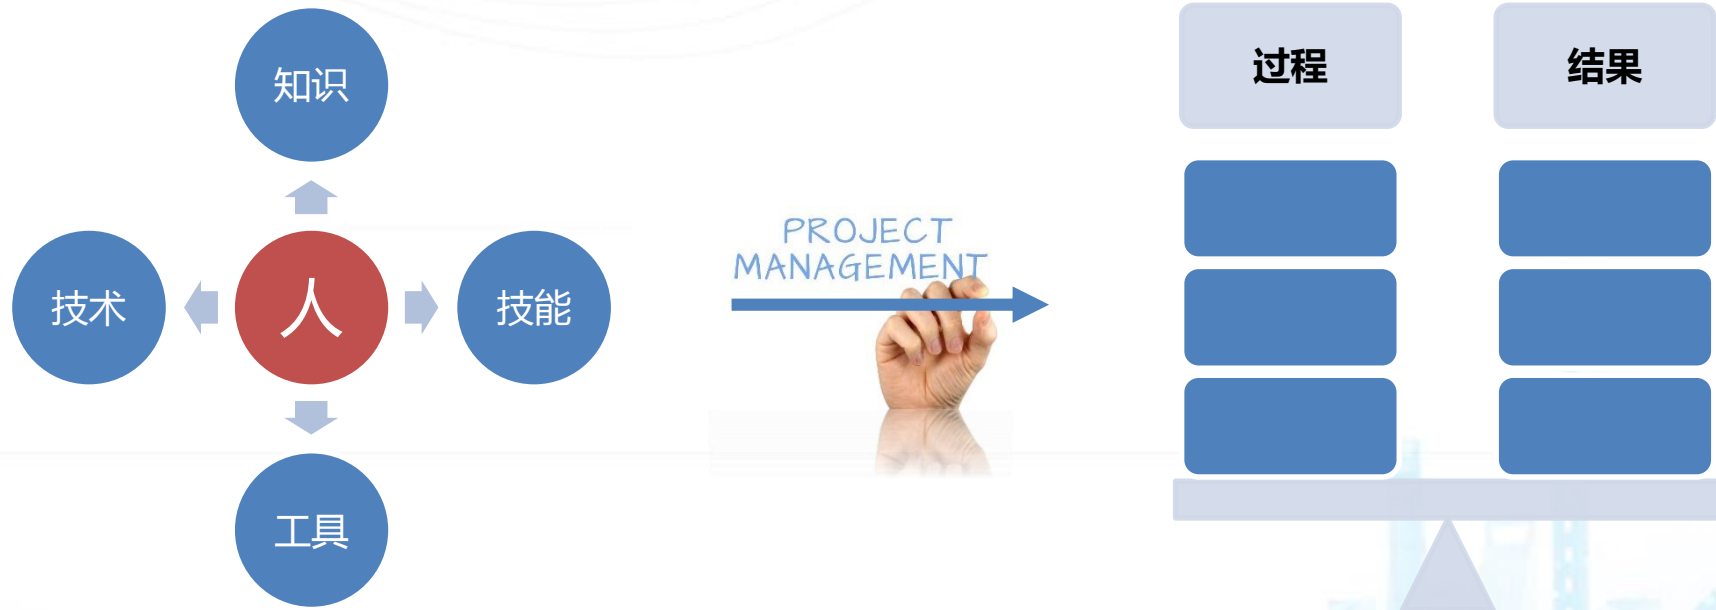 知识
技术
人
技能
工具
PROJECT
MANAGEMENT
过程
结果